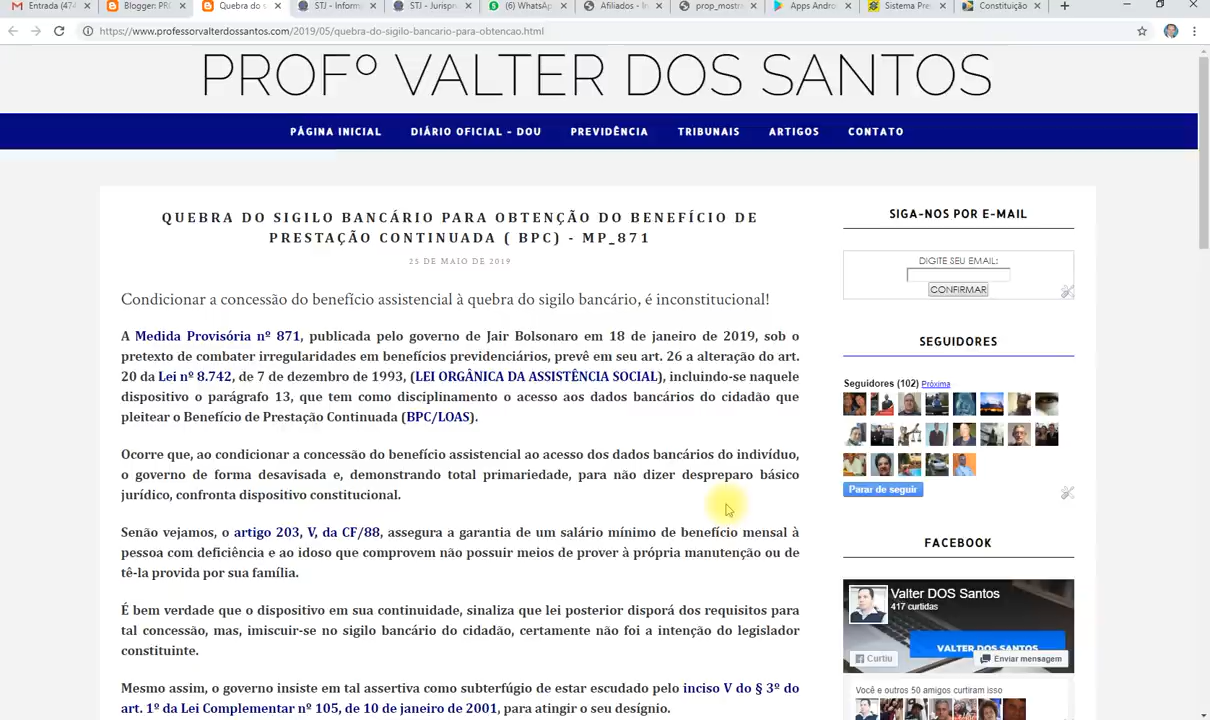 Entrada (474
Blogger: PRO
Quebra do s
STJ - Inform
STJ - Jurispr
(6) WhatsA
Afiliados - In
prop_mostr
Apps Andro
Sistema Pre
Constituiçã
https://www.professorvalterdossantos.com/2019/05/quebra-do-sigilo-bancario-para-obtencao.html
PROFº VALTER DOS SANTOS
PÁGINA INICIAL
DIÁRIO OFICIAL - DOU
PREVIDÊNCIA
TRIBUNAIS
ARTIGOS
CONTATO
QUEBRA DO SIGILO BANCÁRIO PARA OBTENÇÃO DO BENEFÍCIO DE
PRESTAÇÃO CONTINUADA ( BPC) - MP_871
25 DE MAIO DE 2019
Condicionar a concessão do benefício assistencial à quebra do sigilo bancário, é inconstitucional!
A Medida Provisória nº 871, publicada pelo governo de Jair Bolsonaro em 18 de janeiro de 2019, sob o
pretexto de combater irregularidades em benefícios previdenciários, prevê em seu art. 26 a alteração do art.
20 da Lei nº 8.742, de 7 de dezembro de 1993, (LEI ORGÂNICA DA ASSISTÊNCIA SOCIAL), incluindo-se naquele
dispositivo o parágrafo 13, que tem como disciplinamento o acesso aos dados bancários do cidadão que
pleitear o Benefício de Prestação Continuada (BPC/LOAS).
Ocorre que, ao condicionar a concessão do benefício assistencial ao acesso dos dados bancários do indivíduo,
o governo de forma desavisada e, demonstrando total primariedade, para não dizer despreparo básico
jurídico, confronta dispositivo constitucional.
Senão vejamos, o artigo 203, V, da CF/88, assegura a garantia de um salário mínimo de benefício mensal à
pessoa com deficiência e ao idoso que comprovem não possuir meios de prover à própria manutenção ou de
tê-la provida por sua família.
É bem verdade que o dispositivo em sua continuidade, sinaliza que lei posterior disporá dos requisitos para
tal concessão, mas, imiscuir-se no sigilo bancário do cidadão, certamente não foi a intenção do legislador
constituinte.
Mesmo assim, o governo insiste em tal assertiva como subterfúgio de estar escudado pelo inciso V do § 3º do
art. 1º da Lei Complementar nº 105, de 10 de janeiro de 2001, para atingir o seu desígnio.
SIGA-NOS POR E-MAIL
DIGITE SEU EMAIL:
CONFIRMAR
SEGUIDORES
Seguidores (102) Próxima
Parar de seguir
FACEBOOK
Valter DOS Santos
417 curtidas
VALTER DOS SANTOS
Curtiu
Enviar mensagem
Você e outros 50 amigos curtiram isso